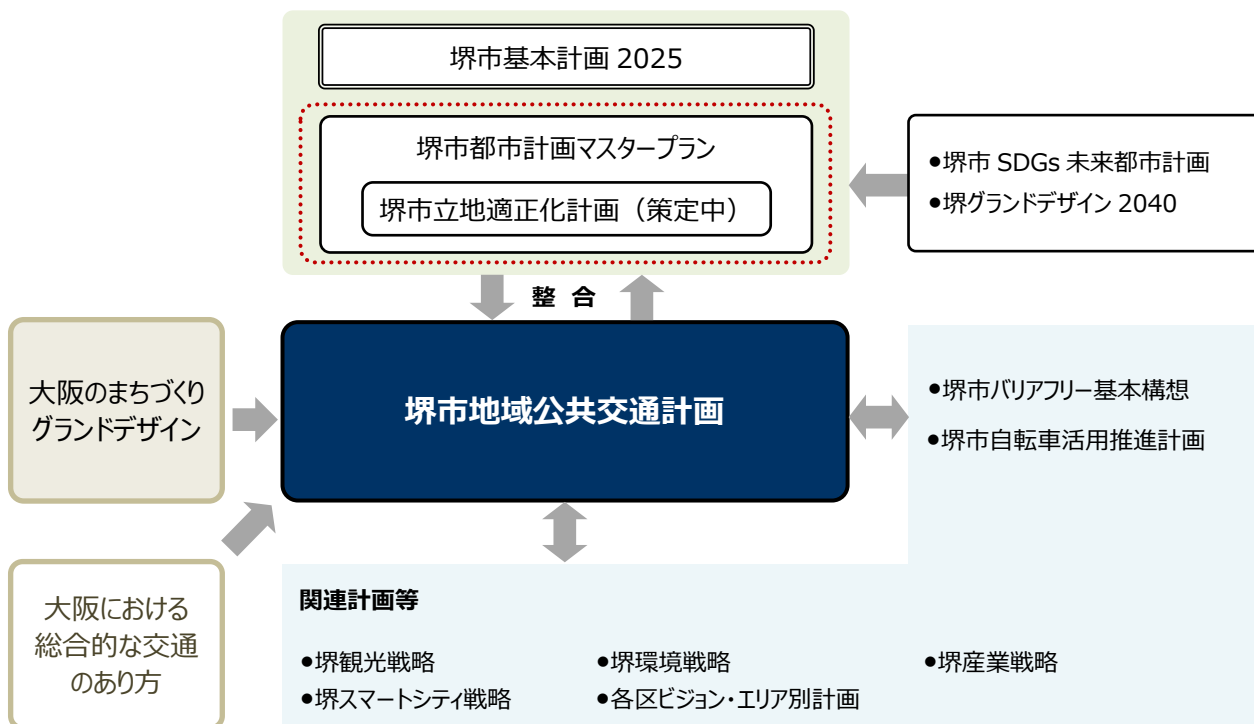 堺市基本計画 2025
堺市都市計画マスタープラン
堺市立地適正化計画（策定中）
●堺市 SDGs 未来都市計画
●堺グランドデザイン 2040
整 合
大阪のまちづくり
グランドデザイン
堺市地域公共交通計画
●堺市バリアフリー基本構想
●堺市自転車活用推進計画
大阪における
総合的な交通
のあり方
関連計画等
●堺観光戦略
●堺環境戦略
●堺産業戦略
●堺スマートシティ戦略
●各区ビジョン・エリア別計画